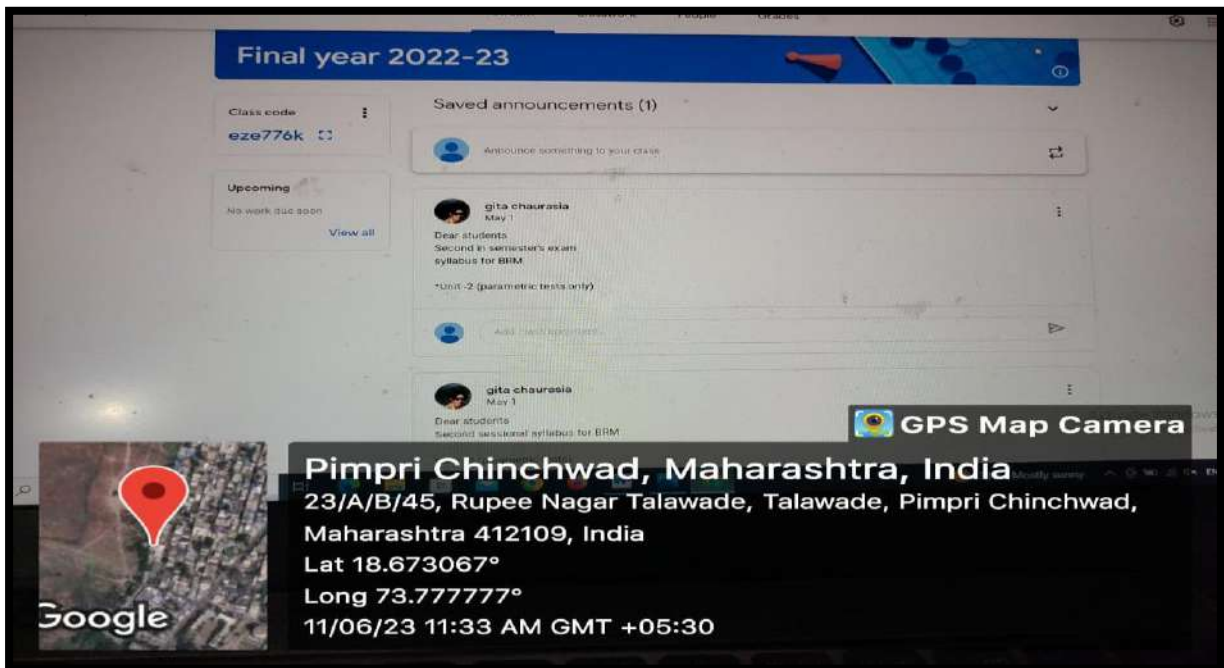 People
Grades
Final year 2022-23
Class code
eze776k
Saved announcements (1)
Announce something to your class
Upcoming
No work due soon
View all
gita chaurasia
May 1
Dear students
Second in semester's exam
syllabus for BRM
*Unit -2 (parametric tests only)
gita chaurasia
May 1
Dear students
Second sessional syllabus for BRM
GPS Map Camera
Mostly sunny
Pimpri Chinchwad, Maharashtra, India
23/A/B/45, Rupee Nagar Talawade, Talawade, Pimpri Chinchwad,
Maharashtra 412109, India
Lat 18.673067°
Long 73.777777°
11/06/23 11:33 AM GMT +05:30
Google